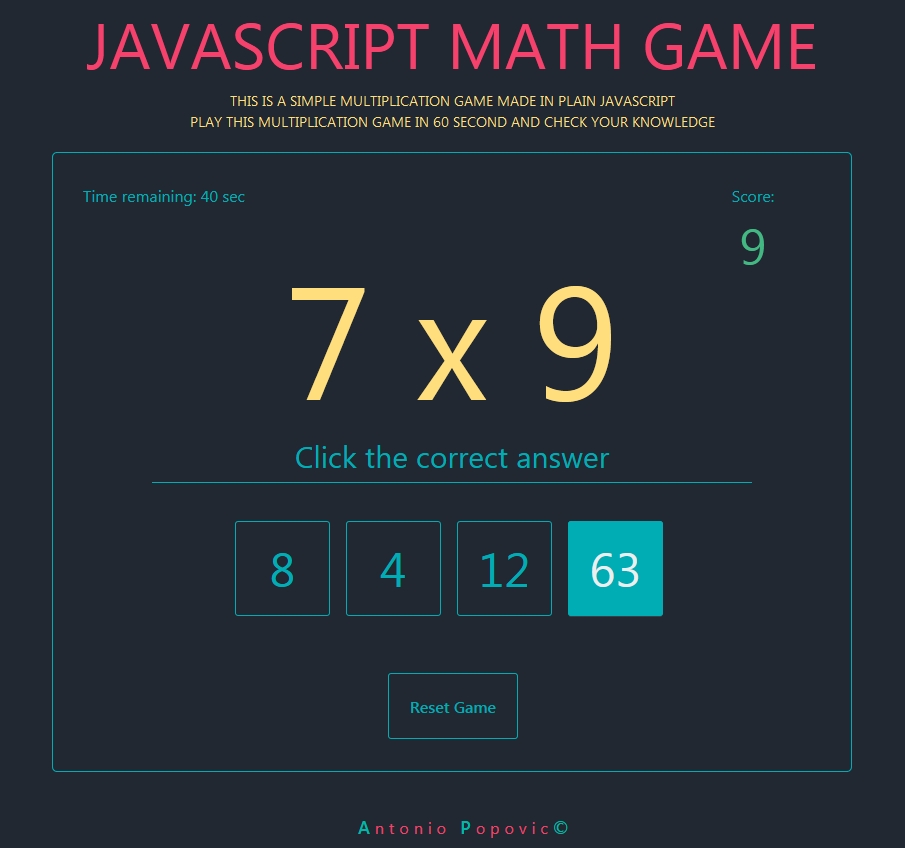 JAVASCRIPT MATH GAME
THIS IS A SIMPLE MULTIPLICATION GAME MADE IN PLAIN JAVASCRIPT
PLAY THIS MULTIPLICATION GAME IN 60 SECOND AND CHECK YOUR KNOWLEDGE
Time remaining: 40 sec
Score:
9
7 x 9
Click the correct answer
8 4 12 63
Reset Game
Antonio Popovic©